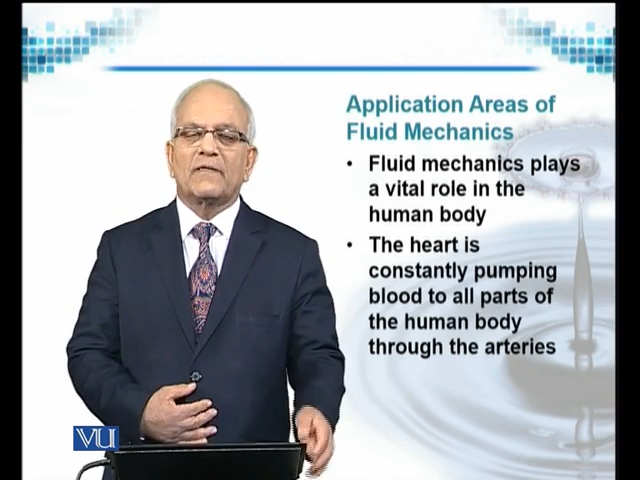 Application Areas of
Fluid Mechanics
• Fluid mechanics plays
a vital role in the
human body
• The heart is
constantly pumping
blood to all parts of
the human body
through the arteries
VU